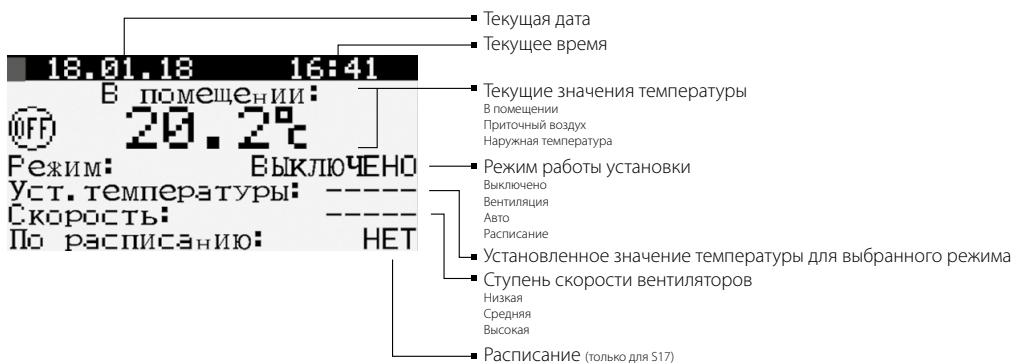 Текущая дата
Текущее время
18.01.18 16:41
В помещении:
OFF 20.2°c
Режим: ВЫКЛЮЧЕНО
Уст.температуры: -----
Скорость: -----
По расписанию: НЕТ
Текущие значения температуры
В помещении
Приточный воздух
Наружная температура
Режим работы установки
Выключено
Вентиляция
Авто
Расписание
Установленное значение температуры для выбранного режима
Ступень скорости вентиляторов
Низкая
Средняя
Высокая
Расписание (только для S17)